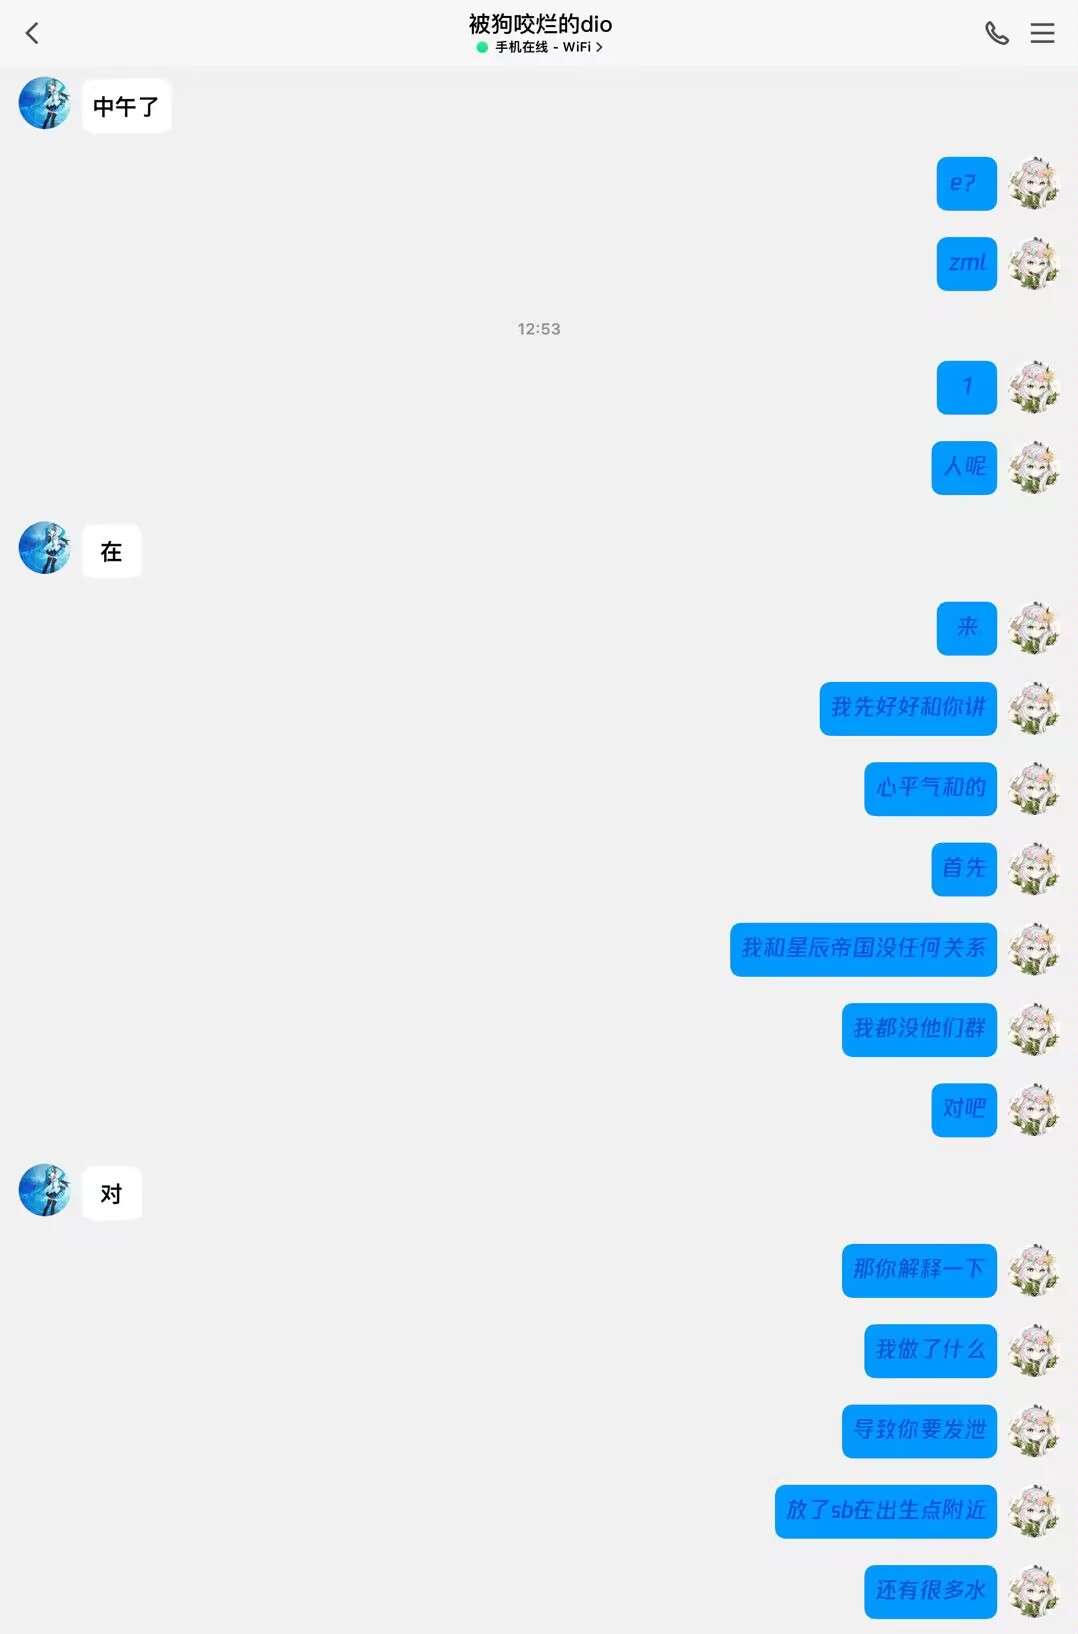 被狗咬烂的dio
手机在线 - WiFi
中午了
e?
zml
12:53
1
人呢
在
来
我先好好和你讲
心平气和的
首先
我和星辰帝国没任何关系
我都没他们群
对吧
对
那你解释一下
我做了什么
导致你要发泄
放了sb在出生点附近
还有很多水